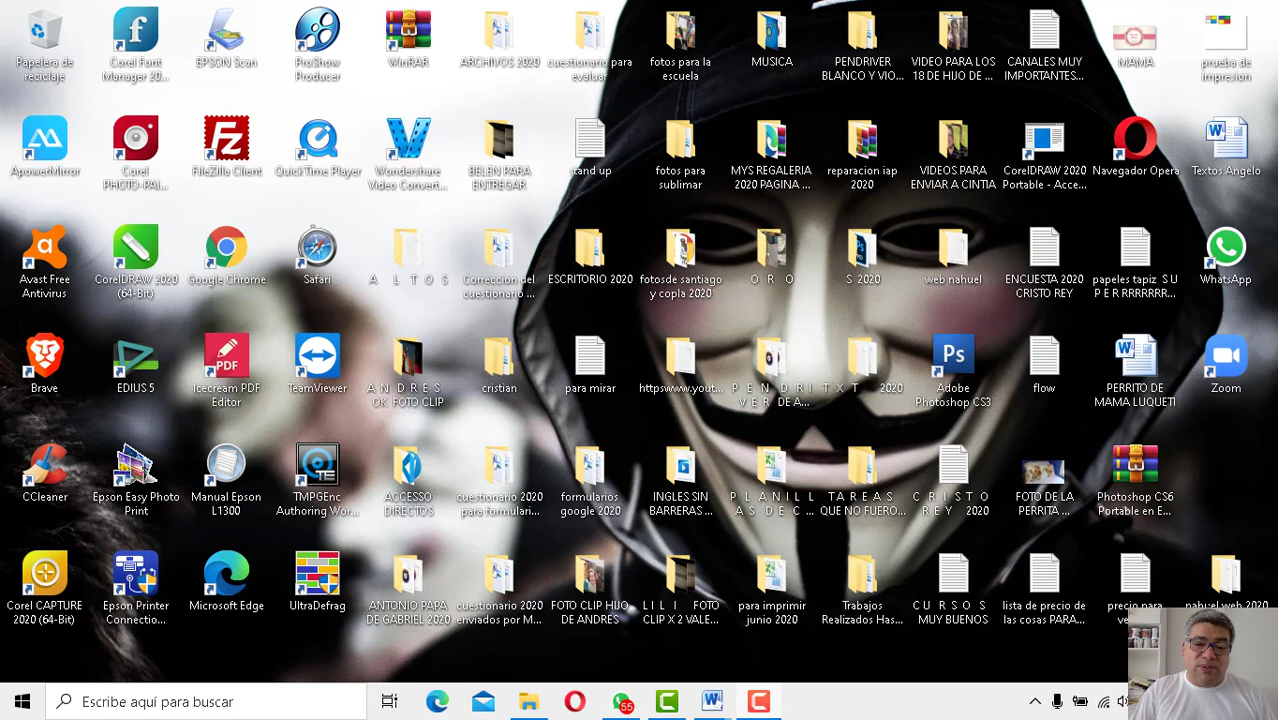 Papelera de
reciclaje
Corel Font
Manager 20...
EPSON Scan
ProShow
Producer
WinRAR
ARCHIVOS 2020
cuestionario para
evaluar
fotos para la
escuela
MUSICA
PENDRIVER
BLANCO Y VIO...
VIDEO PARA LOS
18 DE HIJO DE ...
CANALES MUY
IMPORTANTES...
MAMA
prueba de
impresion
ApowerMirror
Corel
PHOTO-PAI...
FileZilla Client
QuickTime Player
Wondershare
Video Convert...
BELEN PARA
ENTREGAR
stand up
fotos para
sublimar
MYS REGALERIA
2020 PAGINA ...
reparacion iap
2020
VIDEOS PARA
ENVIAR A CINTIA
CorelDRAW 2020
Portable - Acce...
Navegador Opera
Textos Angelo
Avast Free
Antivirus
CorelDRAW 2020
(64-Bit)
Google Chrome
Safari
A L T O S
Correccion del
cuestionario ...
ESCRITORIO 2020
fotosde santiago
y copla 2020
O R O
S 2020
web nahuel
ENCUESTA 2020
CRISTO REY
papeles tapiz S U
P E R RRRRRRR...
WhatsApp
Brave
EDIUS 5
Icecream PDF
Editor
TeamViewer
A N D R E S
OK FOTO CLIP
cristian
para mirar
httpswww.yout...
P E N D R I
V E R DE A...
T X T 2020
Adobe
Photoshop CS3
flow
PERRITO DE
MAMA LUQUETI
Zoom
CCleaner
Epson Easy Photo
Print
Manual Epson
L1300
TMPGEnc
Authoring Wor...
ACCESSO
DIRECTOS
cuestionario 2020
para formulari...
formularios
google 2020
INGLES SIN
BARRERAS ...
P L A N I L L
AS D E C ...
T A R E A S
QUE NO FUERO...
C R I S T O
R E Y 2020
FOTO DE LA
PERRITA ...
Photoshop CS6
Portable en E...
Corel CAPTURE
2020 (64-Bit)
Epson Printer
Connectio...
Microsoft Edge
UltraDefrag
ANTONIO PAPA
DE GABRIEL 2020
cuestionario 2020
enviados por M...
FOTO CLIP HIJO
DE ANDRES
L I L I FOTO
CLIP X 2 VALE...
para imprimir
junio 2020
Trabajos
Realizados Has...
C U R S O S
MUY BUENOS
lista de precio de
las cosas PARA...
precio para
nahuel web 2020
Escribe aquí para buscar
55